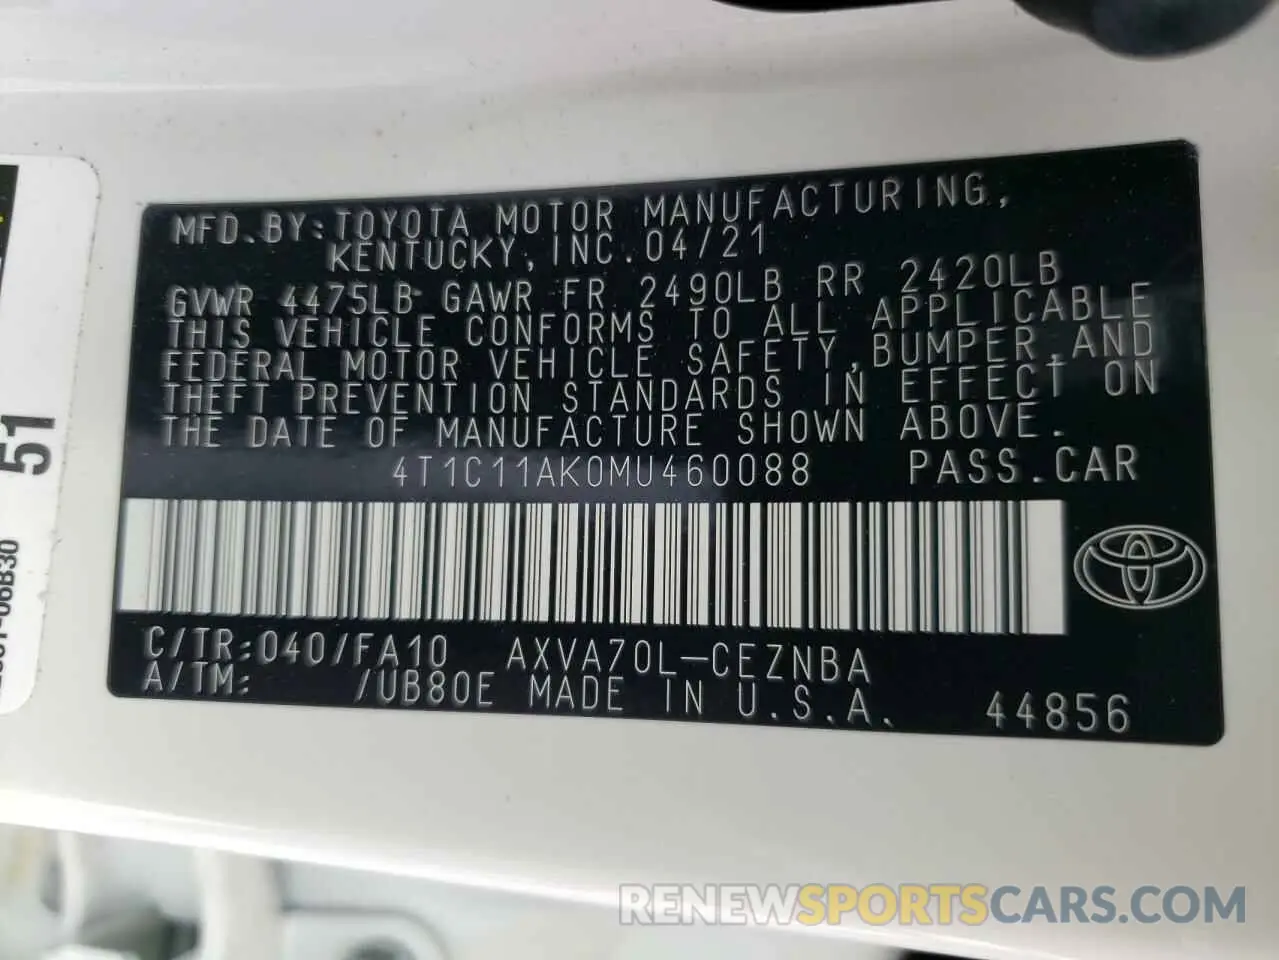 MFD.BY:TOYOTA MOTOR MANUFACTURING,
KENTUCKY,INC.04/21
GVWR 4475LB GAWR FR 2490LB RR 2420LB
THIS VEHICLE CONFORMS TO ALL APPLICABLE
FEDERAL MOTOR VEHICLE SAFETY,BUMPER,AND
THEFT PREVENTION STANDARDS IN EFFECT ON
THE DATE OF MANUFACTURE SHOWN ABOVE.
4T1C11AK0MU460088 PASS.CAR
C/TR:040/FA10 AXVA70L-CEZNBA
A/TM: /UB80E MADE IN U.S.A. 44856
51
RENEWSPORTSCARS.COM